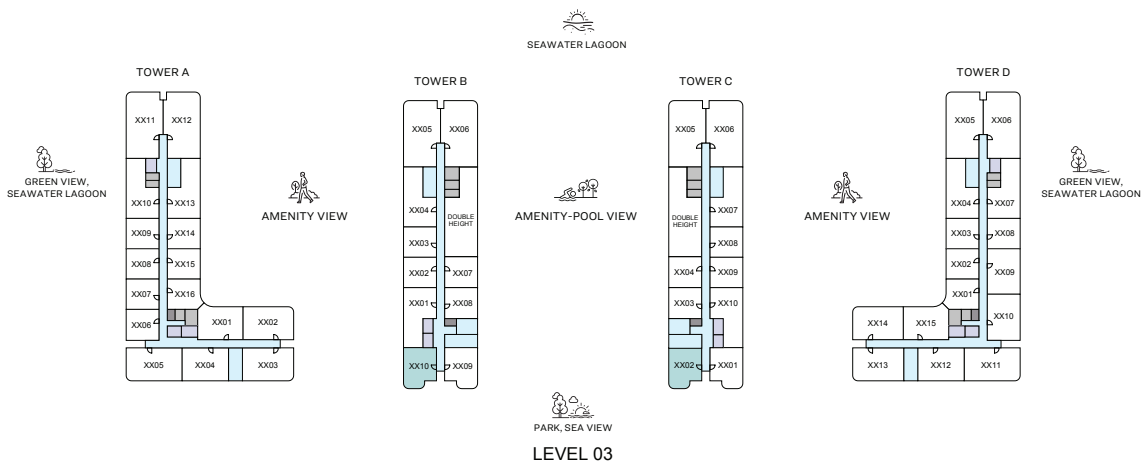 SEAWATER LAGOON
TOWER A
TOWER B
TOWER C
TOWER D
XX11 XX12
XX10 XX13
XX09 XX14
XX08 XX15
XX07 XX16
XX06 XX01 XX02
XX05 XX04 XX03
XX05 XX06
XX04
DOUBLE
HEIGHT
XX03
XX02 XX07
XX01 XX08
XX10 XX09
XX05 XX06
XX07
DOUBLE
HEIGHT
XX08
XX04 XX09
XX03 XX10
XX02 XX01
XX05 XX06
XX04 XX07
XX03
XX02 XX09
XX01
XX14 XX15 XX10
XX13 XX12 XX11
GREEN VIEW,
SEAWATER LAGOON
AMENITY VIEW
AMENITY-POOL VIEW
AMENITY VIEW
GREEN VIEW,
SEAWATER LAGOON
PARK, SEA VIEW
LEVEL 03